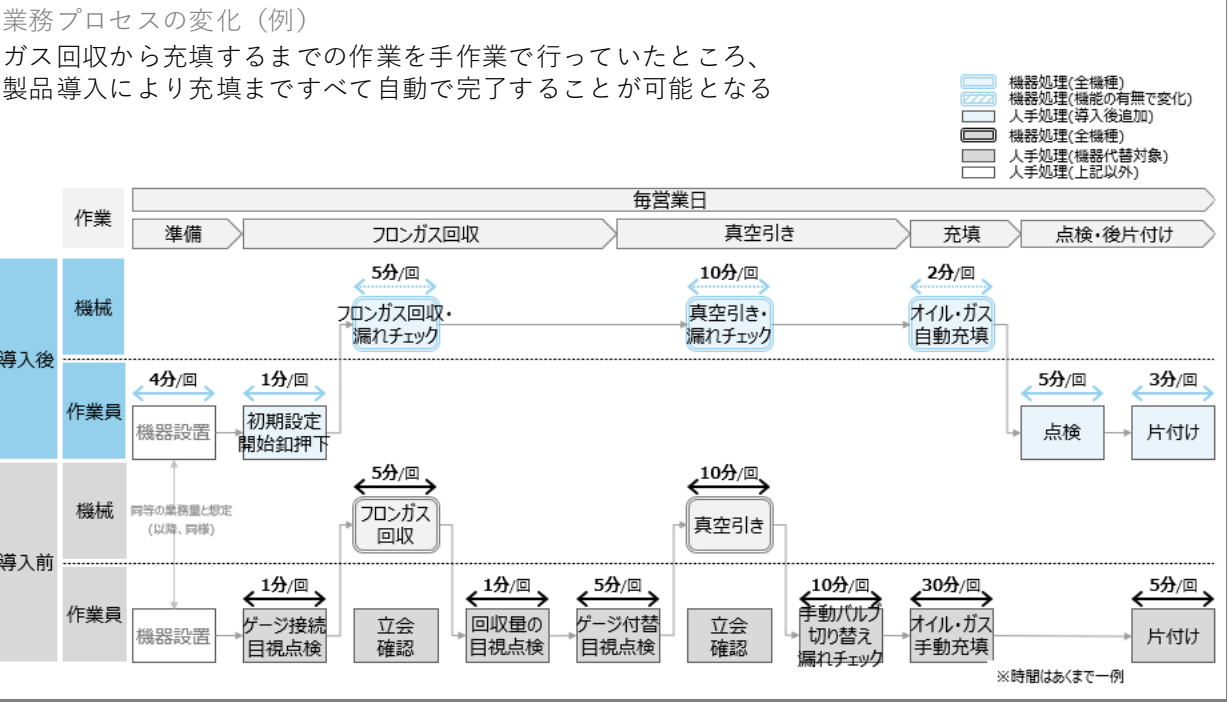 業務プロセスの変化（例）
ガス回収から充填するまでの作業を手作業で行っていたところ、
製品導入により充填まですべて自動で完了することが可能となる
機器処理(全機種)
機器処理(機能の有無で変化)
人手処理(導入後追加)
機器処理(全機種)
人手処理(機器代替対象)
人手処理(上記以外)
作業
毎営業日
準備
フロンガス回収
真空引き
充填
点検・後片付け
導入後
機械
5分/回
フロンガス回収・
漏れチェック
10分/回
真空引き・
漏れチェック
2分/回
オイル・ガス
自動充填
作業員
4分/回
機器設置
1分/回
初期設定
開始釦押下
5分/回
点検
3分/回
片付け
導入前
機械
同等の業務量と想定
(以降、同様)
5分/回
フロンガス
回収
10分/回
真空引き
作業員
機器設置
1分/回
ゲージ接続
目視点検
立会
確認
1分/回
回収量の
目視点検
5分/回
ゲージ付替
目視点検
立会
確認
10分/回
手動バルブ
切り替え
漏れチェック
30分/回
オイル・ガス
手動充填
5分/回
片付け
※時間はあくまで一例